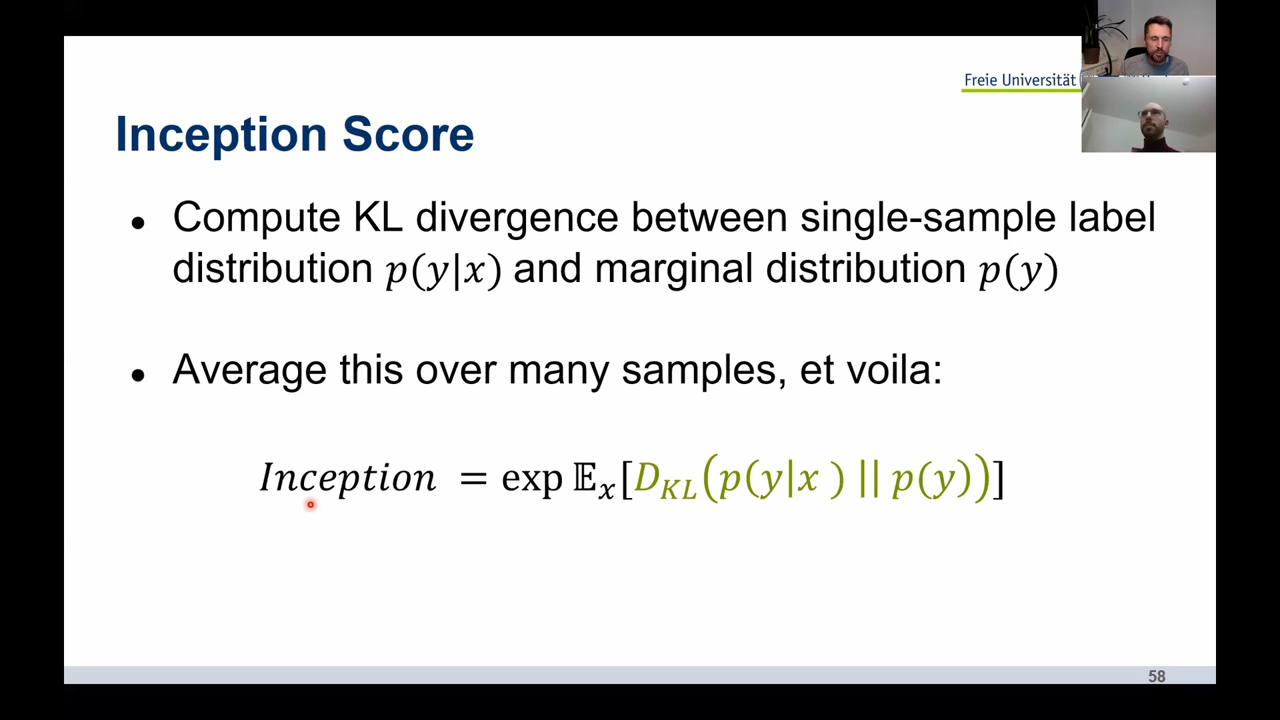 Freie Universität
Inception Score
● Compute KL divergence between single-sample label
distribution p(y|x) and marginal distribution p(y)
● Average this over many samples, et voila:
Inception = exp 𝔼ₓ[D_KL(p(y|x ) || p(y))]
58